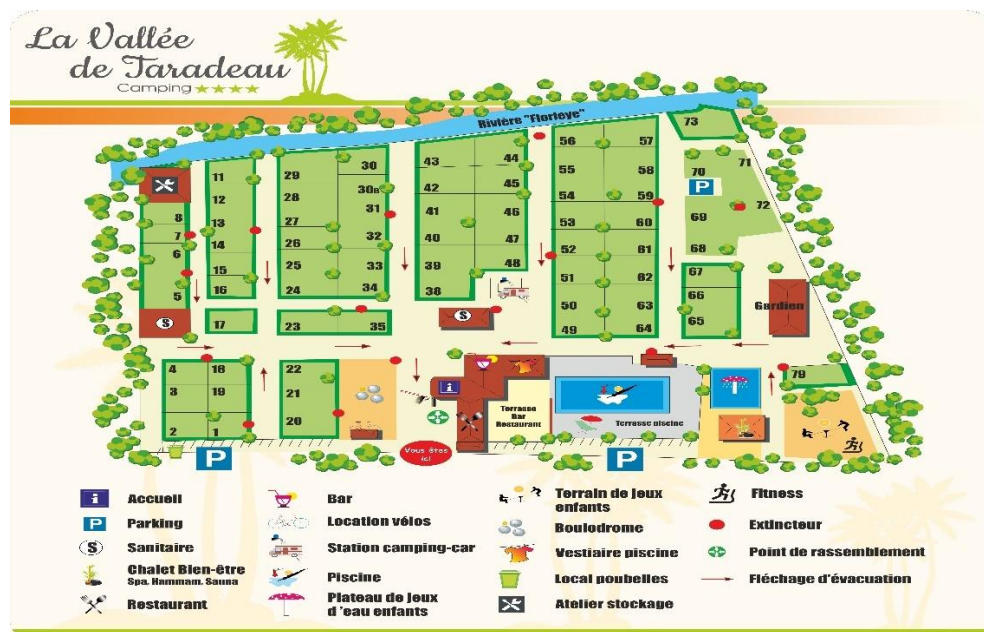 La Vallée
de Taradeau
Camping
Rivière "Florieye"
73
56 57
44
43
71
11
29
30
55 58
70
P
42
45
12
28
30B
54 59
72
8
13
27
31
41
46
53 60
69
7
14
26
32
40
47
52 61
68
6
15
25
33
39
48
51 62
67
5
16
24
34
38
50 63
66
Gardien
S
17
23
35
S
49 64
65
4 18
22
79
3 19
21
i
Terrasse
Bar
Restaurant
Terrasse piscine
2 1
20
P
Vous êtes
ici
P
i Accueil
P Parking
S Sanitaire
Chalet Bien-être
Spa, Hammam, Sauna
Restaurant
Bar
Location vélos
Station camping-car
Piscine
Plateau de jeux
d'eau enfants
Terrain de jeux
enfants
Boulodrome
Vestiaire piscine
Local poubelles
Atelier stockage
Fitness
Extincteur
Point de rassemblement
Fléchage d'évacuation